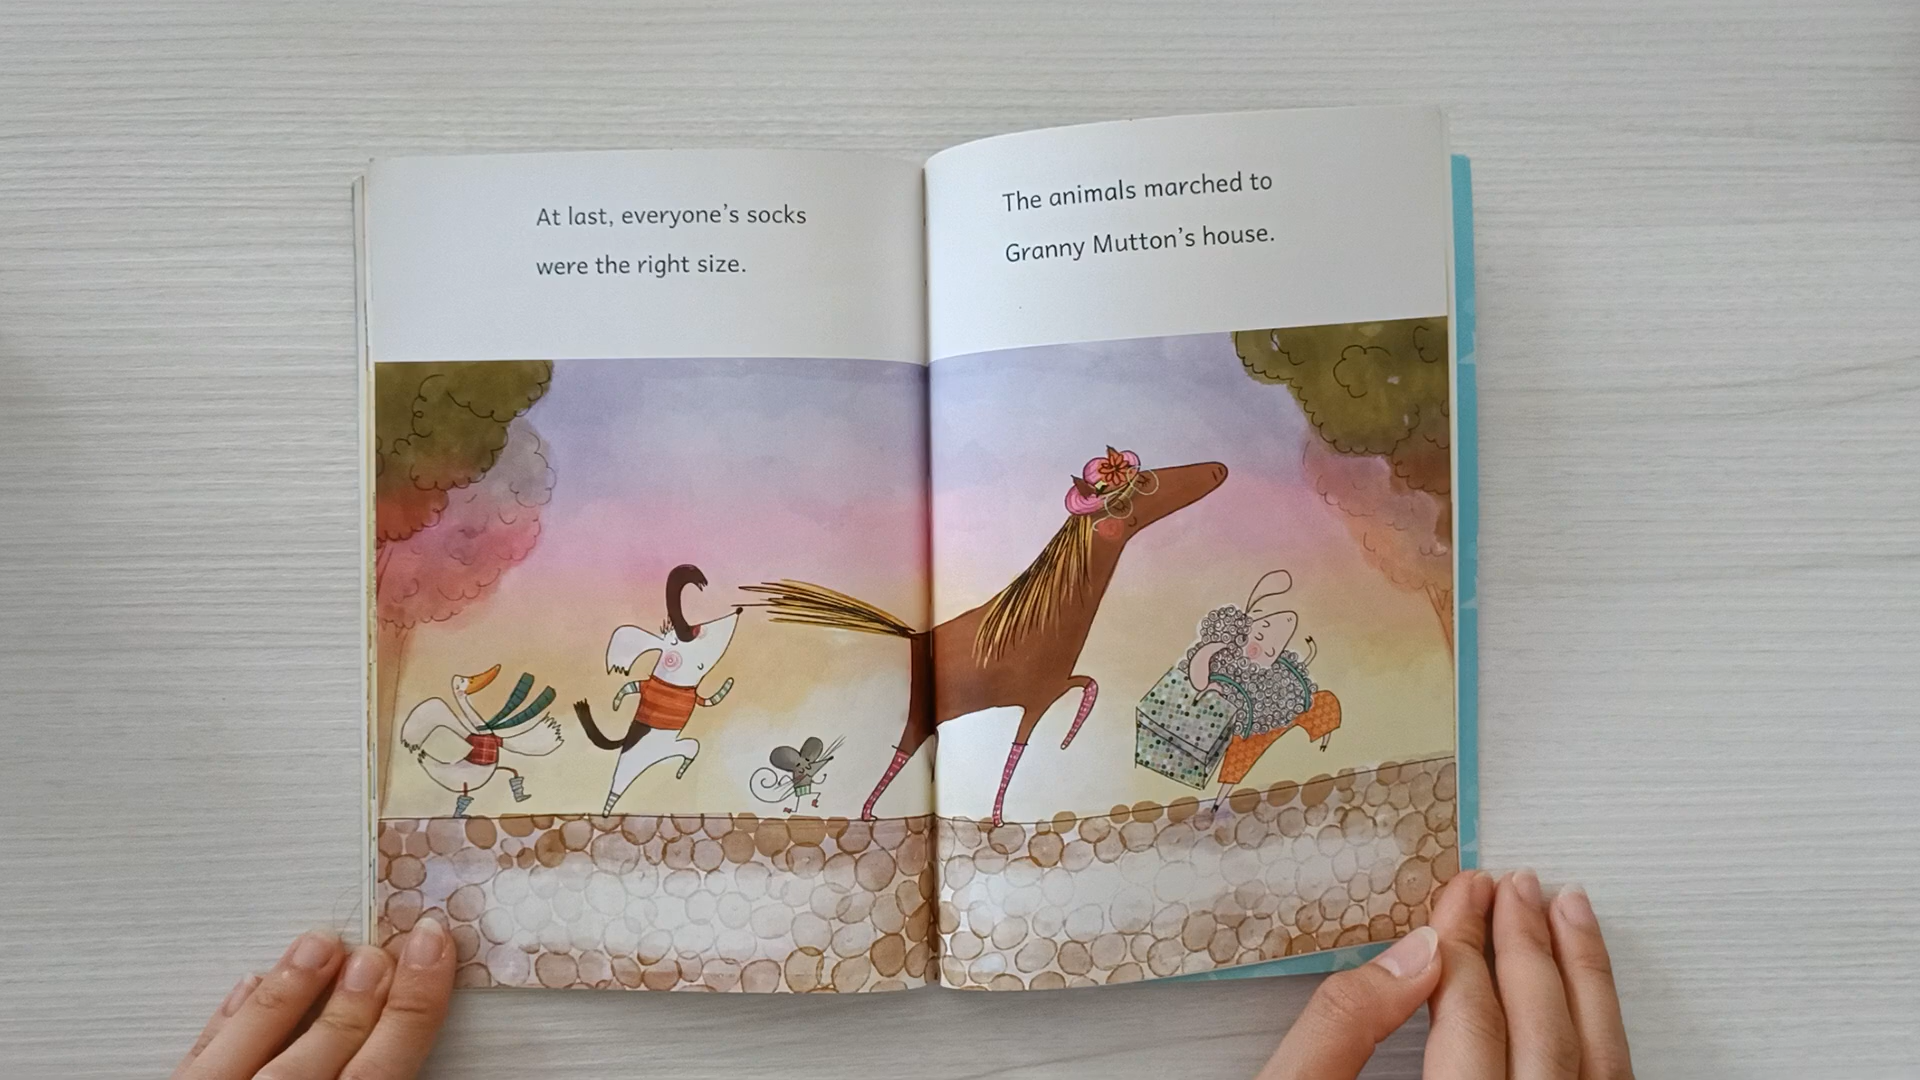 At last, everyone’s socks
were the right size.
The animals marched to
Granny Mutton’s house.